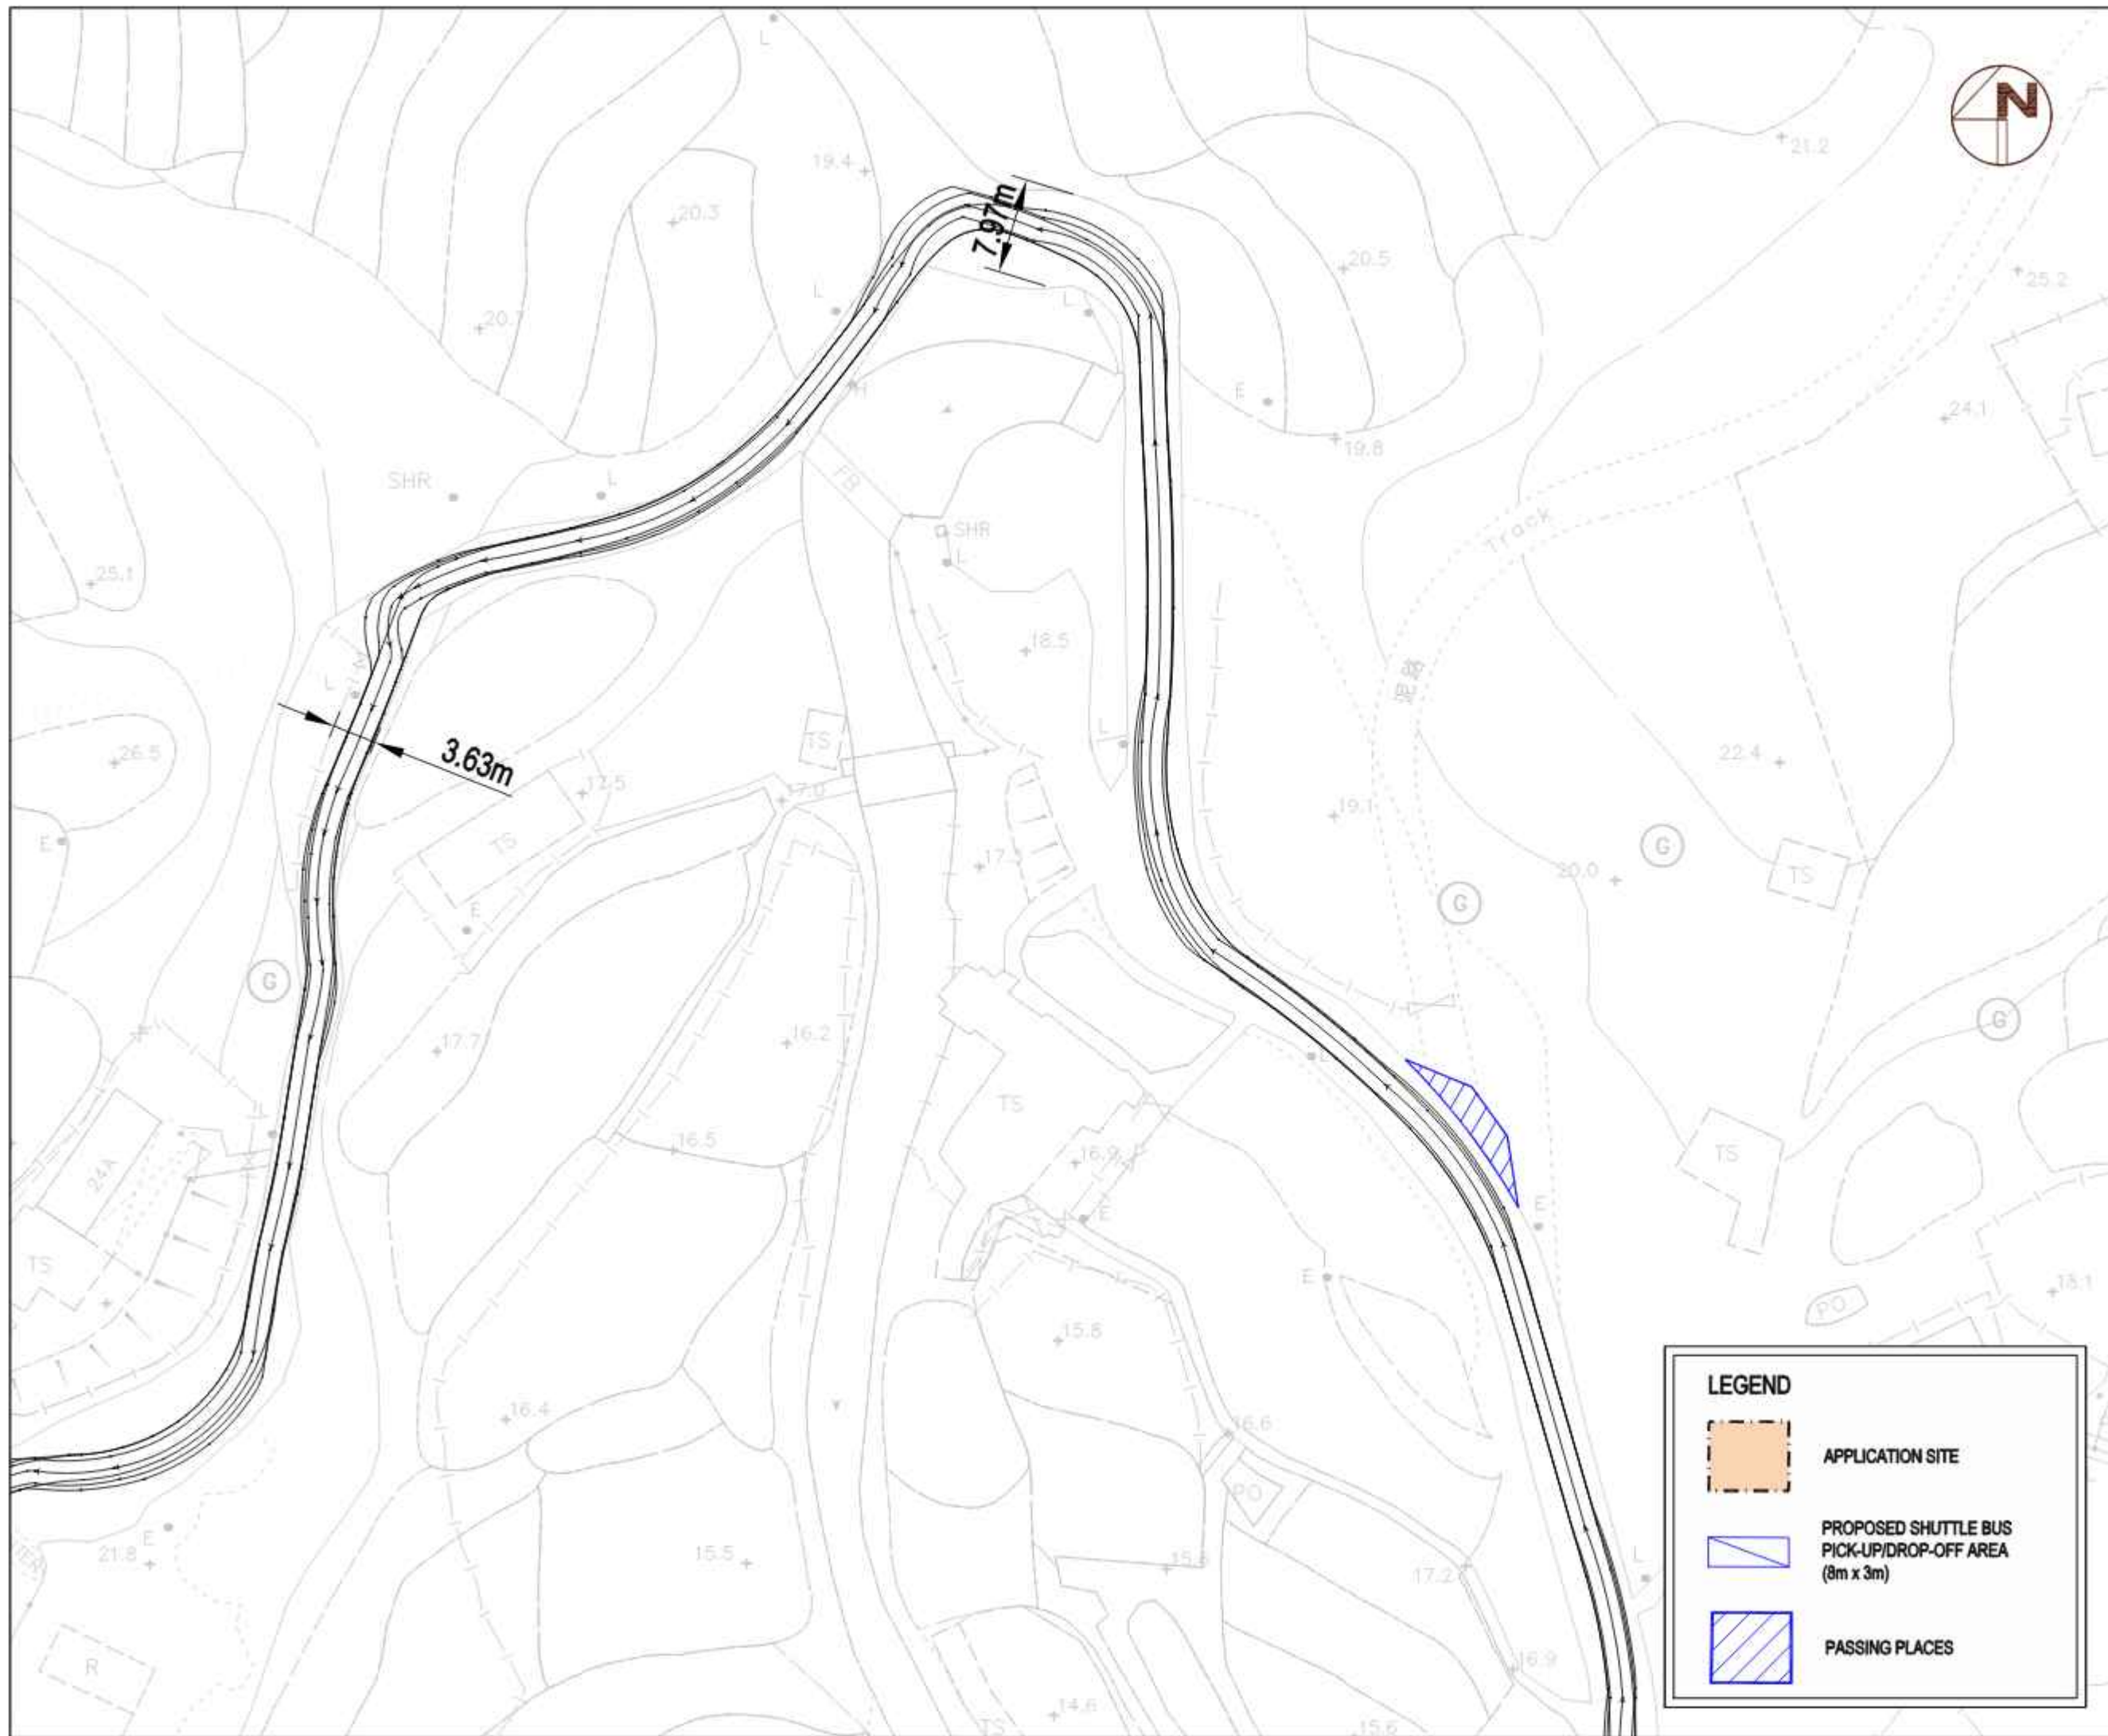 L
N
19.4
21.2
20.3
7.97m
20.5
25.2
L
20.1
L
E
24.1
H
19.8
SHR
L
FB
SHR
Track
L
25.1
18.5
泥路
L
L
TS
3.63m
22.4
26.5
17.5
17.0
19.1
E
TS
G
17.
20.0
TS
G
E
G
G
16.2
17.7
L
L
TS
16.5
16.9
TS
24A
E
E
TS
E
18.1
PO
15.8
LEGEND
16.4
16.6
APPLICATION SITE
PO
PROPOSED SHUTTLE BUS
PICK-UP/DROP-OFF AREA
(8m x 3m)
E
21.8
15.5
L
17.2
PASSING PLACES
R
16.9
14.6
TS
15.6